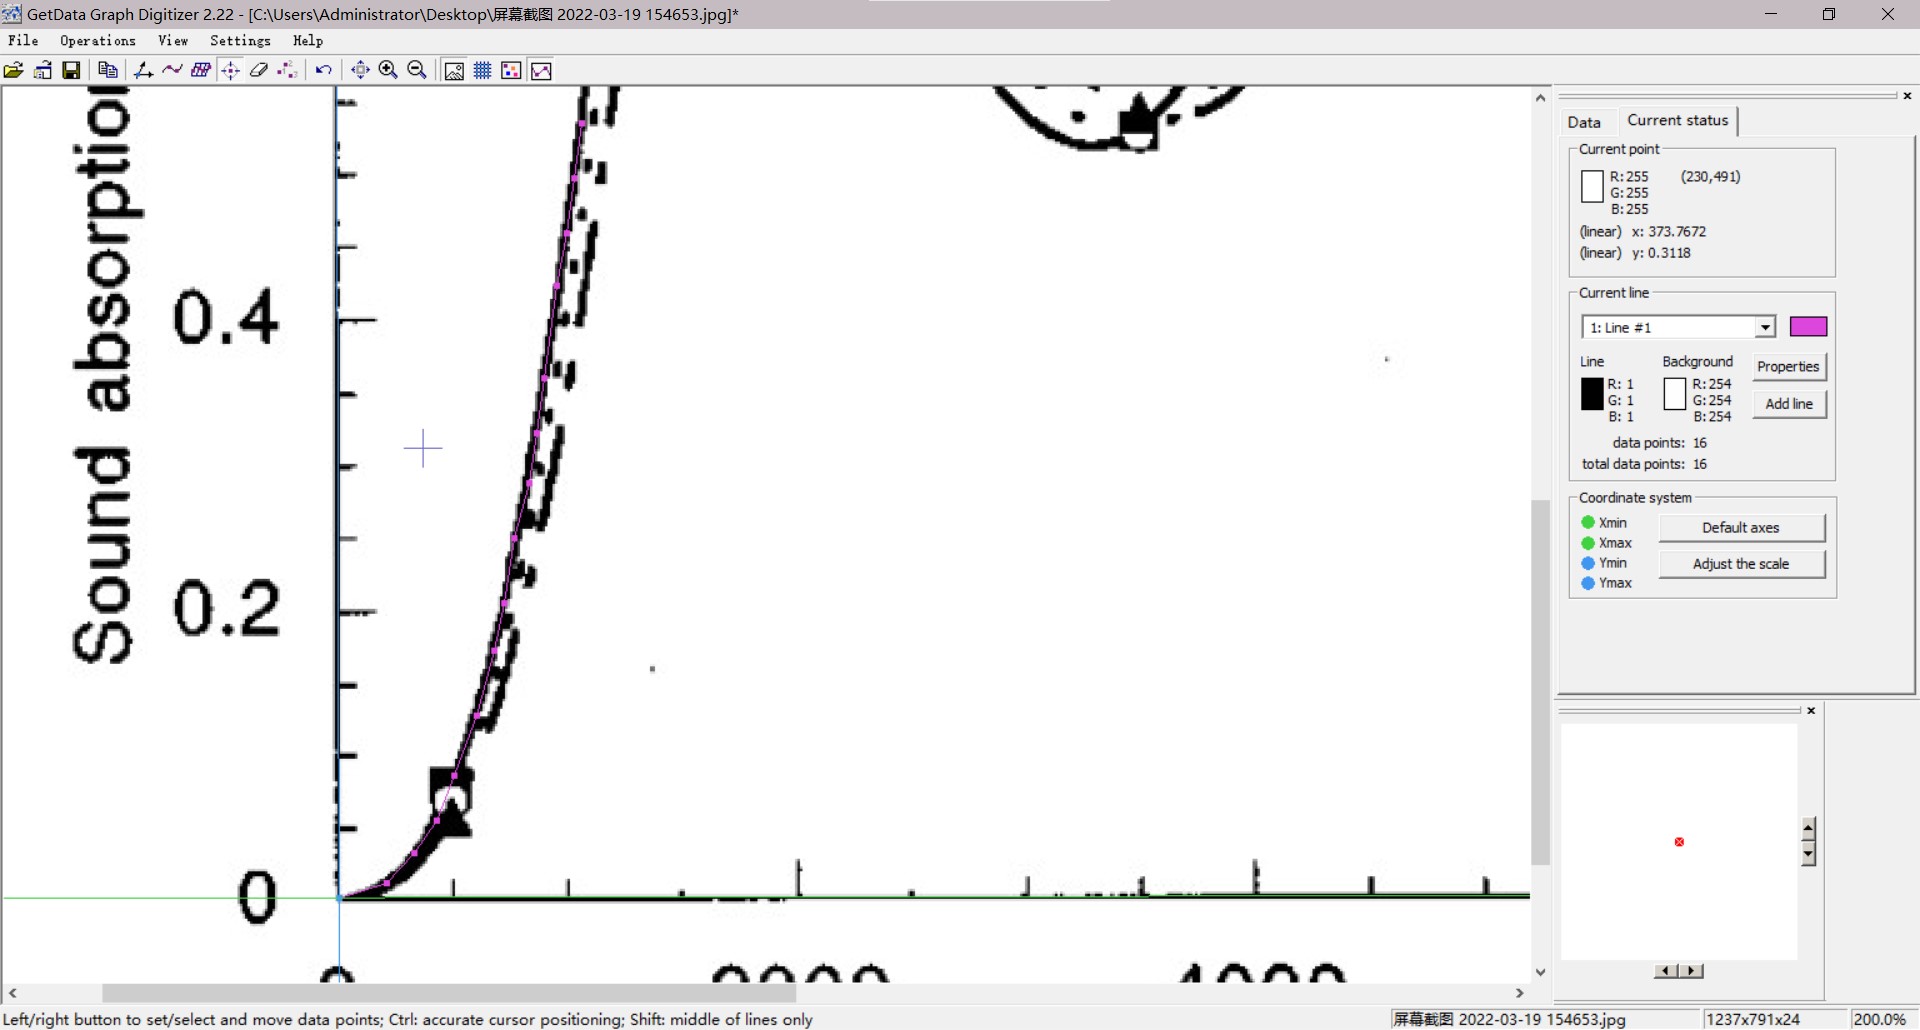 GetData Graph Digitizer 2.22 - [C:\Users\Administrator\Desktop\屏幕截图 2022-03-19 154653.jpg]*
File Operations View Settings Help
Sound absorption
0.4
0.2
0
0 2000 4000
Data Current status
Current point
R:255 (230,491)
G:255
B:255
(linear) x: 373.7672
(linear) y: 0.3118
Current line
1: Line #1
Line Background Properties
R: 1 R:254
G: 1 G:254 Add line
B: 1 B:254
data points: 16
total data points: 16
Coordinate system
Xmin Default axes
Xmax
Ymin Adjust the scale
Ymax
Left/right button to set/select and move data points; Ctrl: accurate cursor positioning; Shift: middle of lines only 屏幕截图 2022-03-19 154653.jpg 1237x791x24 200.0%